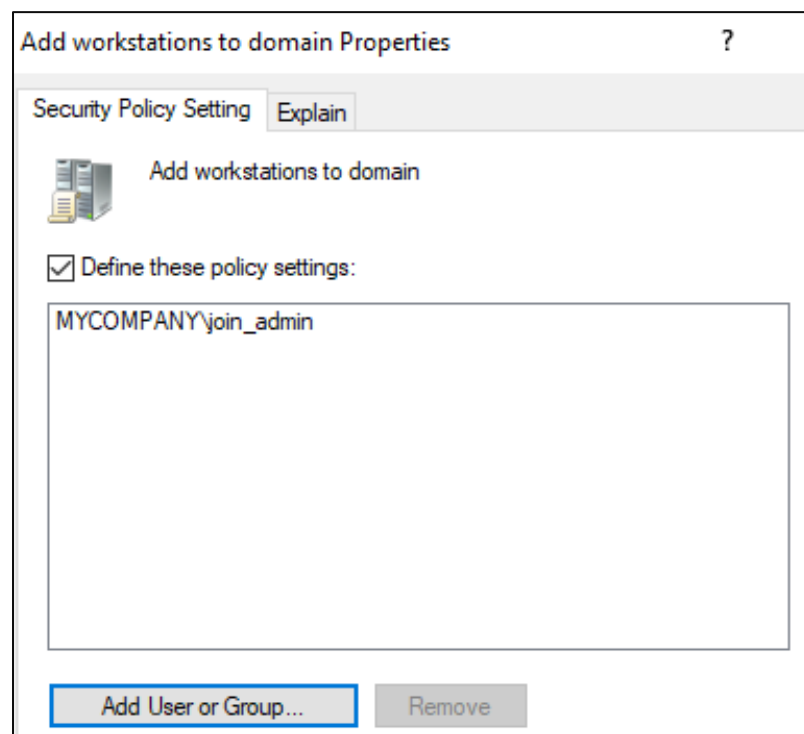 Add workstations to domain Properties ?
Security Policy Setting Explain
Add workstations to domain
Define these policy settings:
MYCOMPANY\join_admin
Add User or Group... Remove